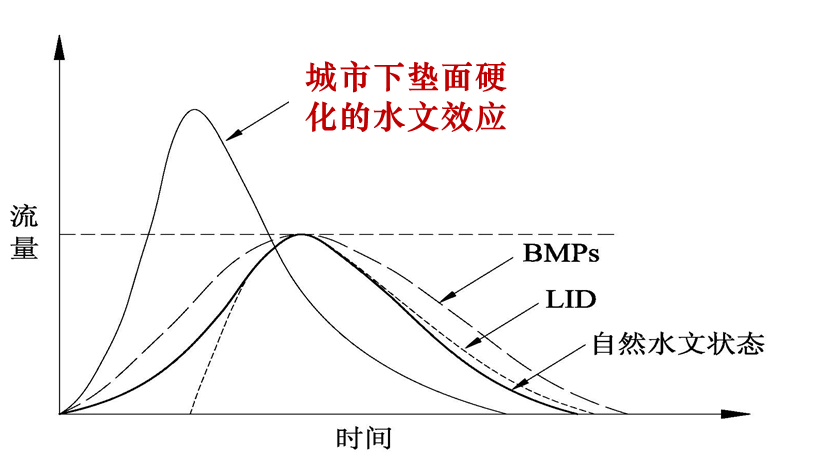 城市下垫面硬
化的水文效应
流
量
BMPs
LID
自然水文状态
时间